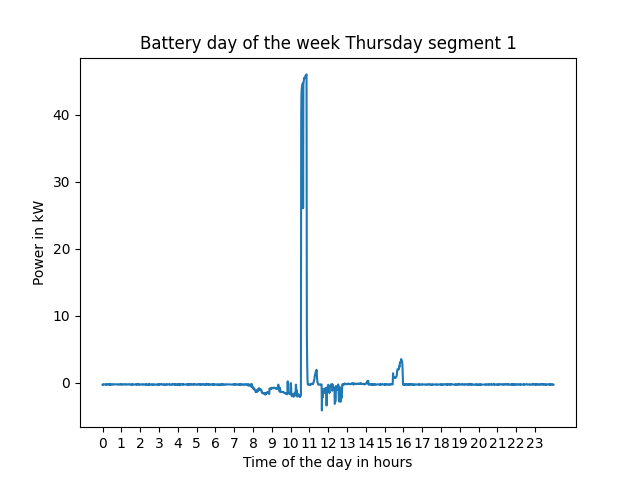 Battery day of the week Thursday segment 1
Power in kW
40
30
20
10
0
0 1 2 3 4 5 6 7 8 9 10 11 12 13 14 15 16 17 18 19 20 21 22 23
Time of the day in hours